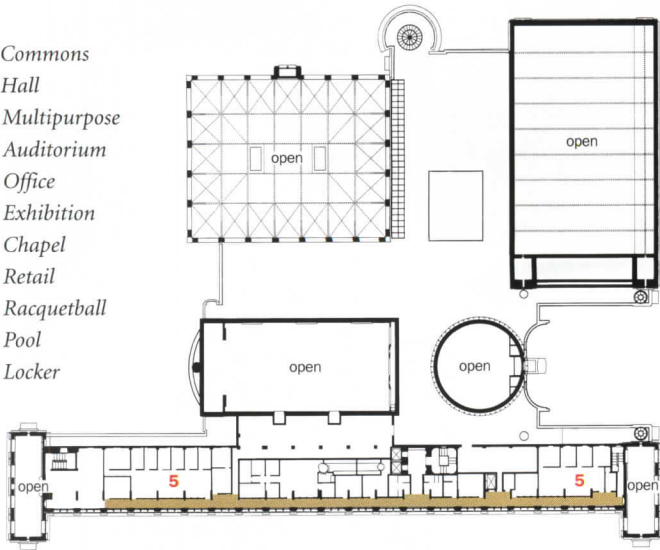 Commons
Hall
Multipurpose
Auditorium
Office
Exhibition
Chapel
Retail
Racquetball
Pool
Locker
open
open
open
open
open
5
5
open